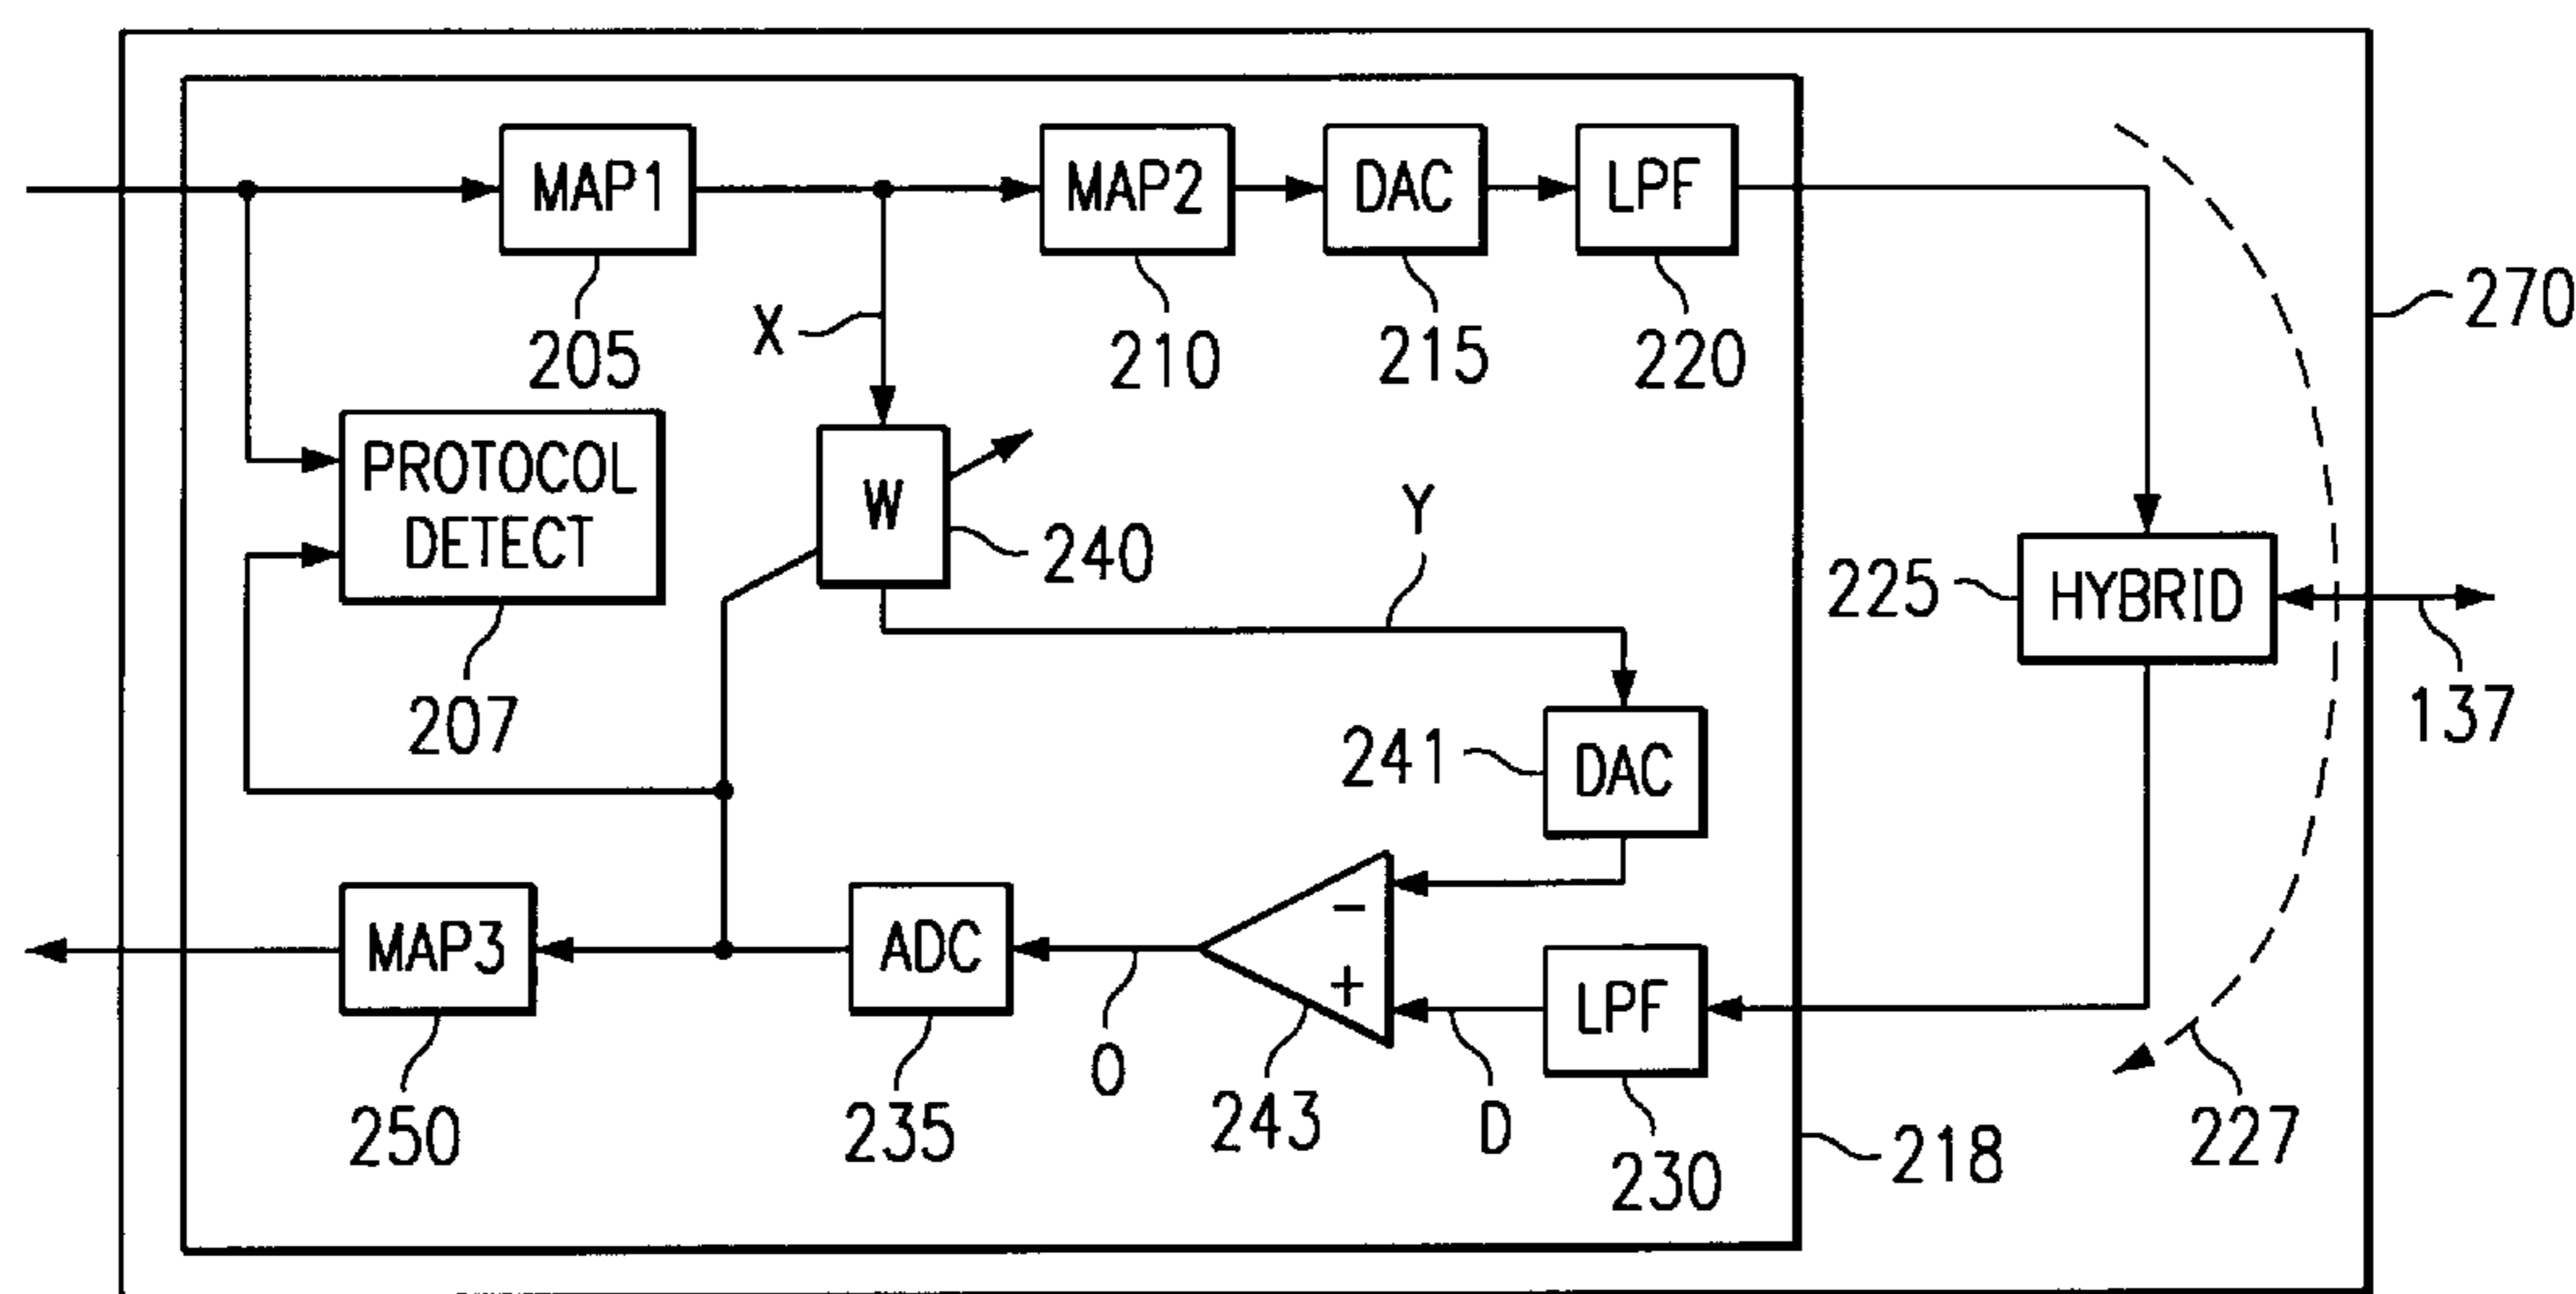 MAP1
MAP2
DAC
LPF
205
210
215
220
270
X
PROTOCOL
DETECT
207
W
240
Y
225
HYBRID
137
241
DAC
MAP3
250
ADC
235
O
-
+
243
D
LPF
230
218
227